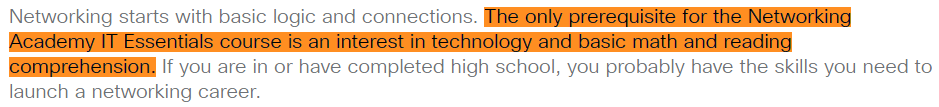 Networking starts with basic logic and connections. The only prerequisite for the Networking
Academy IT Essentials course is an interest in technology and basic math and reading
comprehension. If you are in or have completed high school, you probably have the skills you need to
launch a networking career.